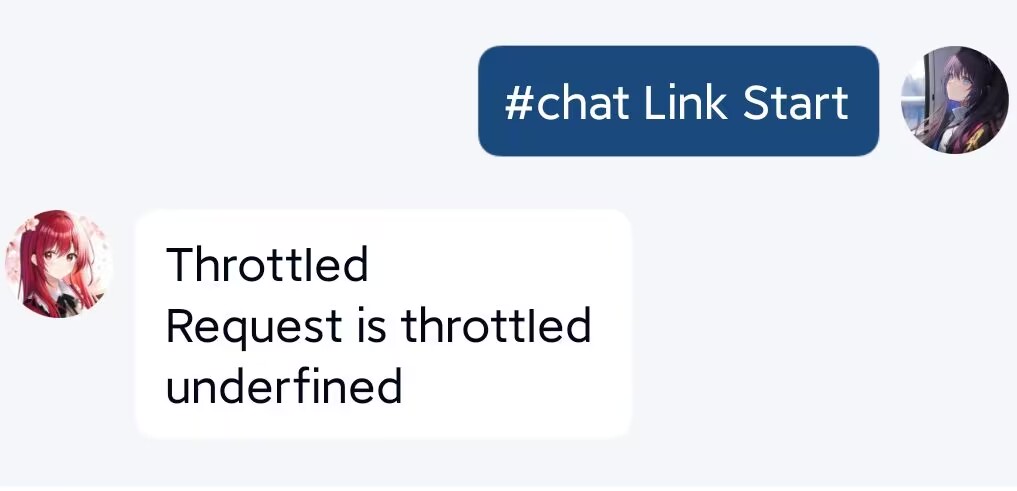 #chat Link Start
Throttled
Request is throttled
underfined